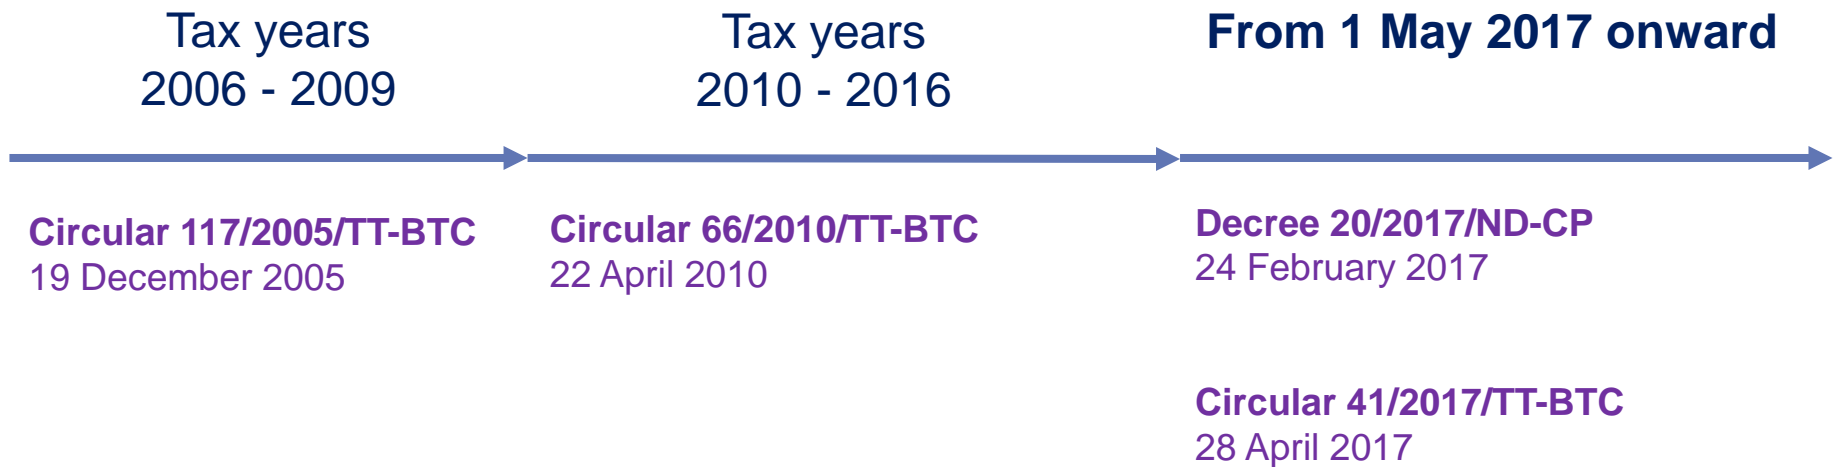 Tax years
2006 - 2009
Tax years
2010 - 2016
From 1 May 2017 onward
Circular 117/2005/TT-BTC
19 December 2005
Circular 66/2010/TT-BTC
22 April 2010
Decree 20/2017/ND-CP
24 February 2017
Circular 41/2017/TT-BTC
28 April 2017